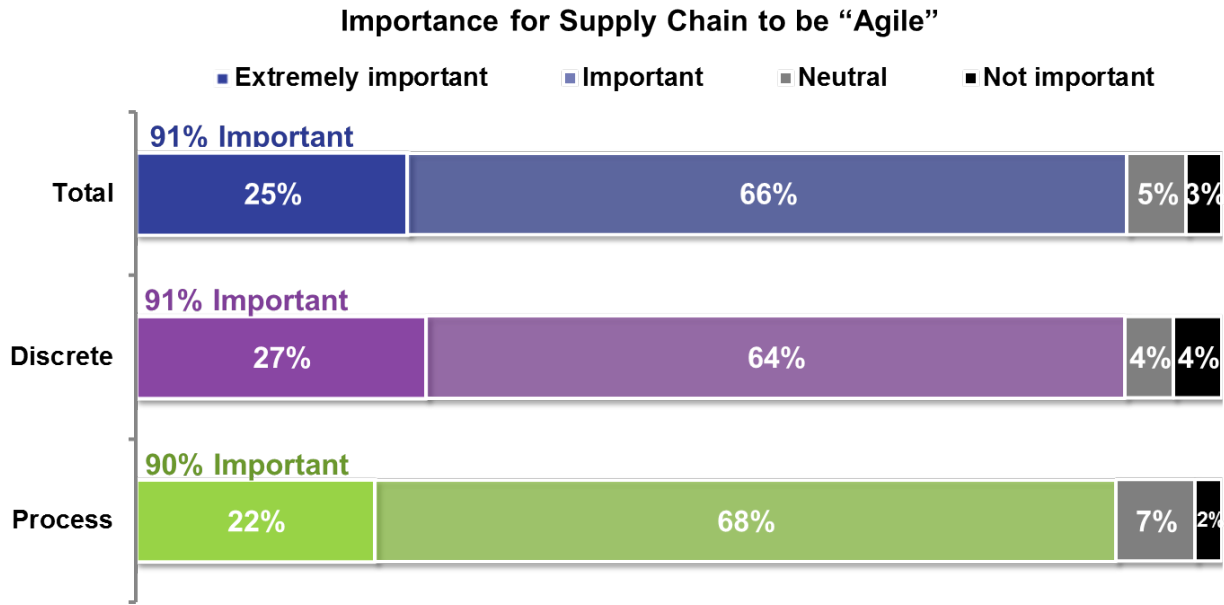 Importance for Supply Chain to be “Agile”
Extremely important Important Neutral Not important
91% Important
Total 25% 66% 5% 3%
91% Important
Discrete 27% 64% 4% 4%
90% Important
Process 22% 68% 7% 2%